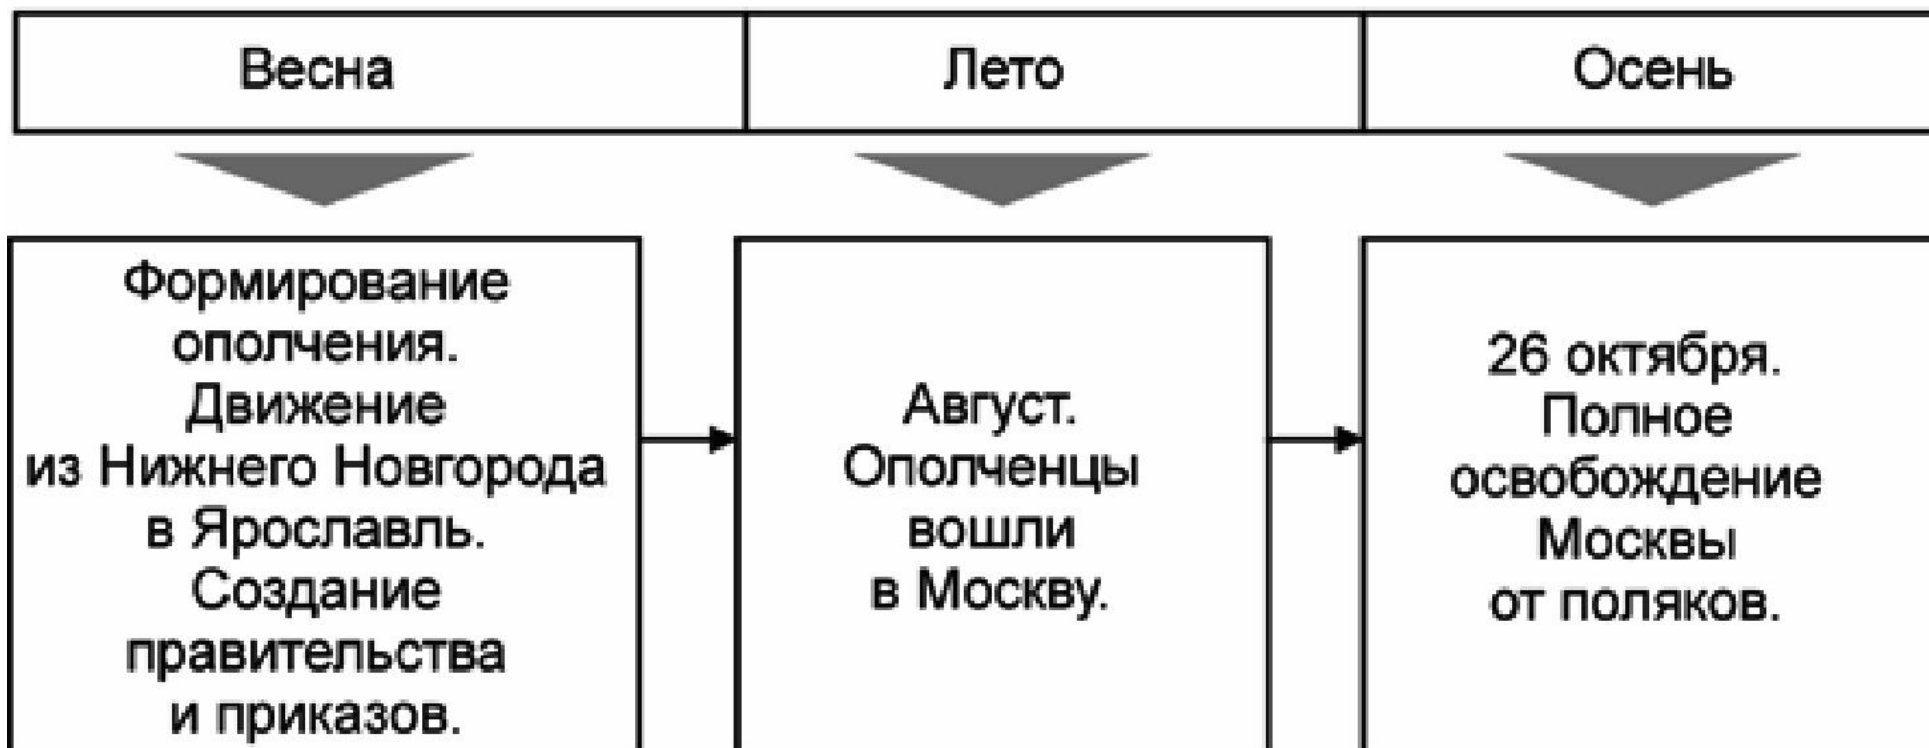 Весна
Лето
Осень
Формирование
ополчения.
Движение
из Нижнего Новгорода
в Ярославль.
Создание
правительства
и приказов.
Август.
Ополченцы
вошли
в Москву.
26 октября.
Полное
освобождение
Москвы
от поляков.